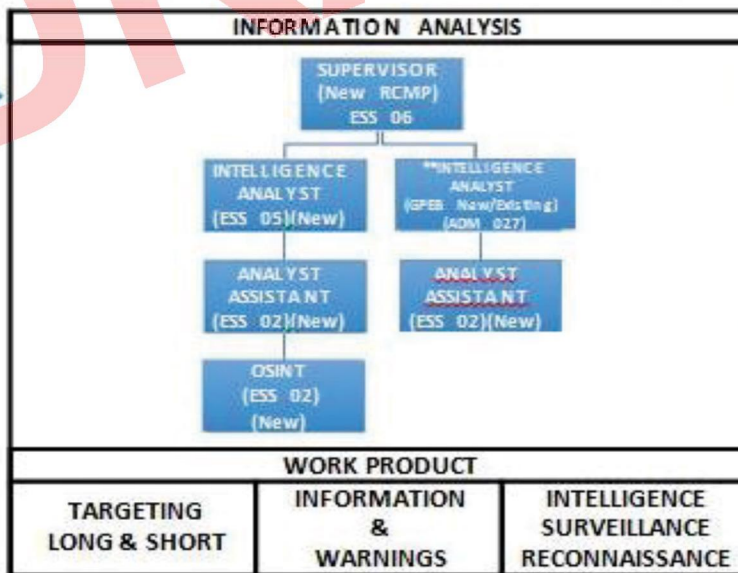 INFORMATION ANALYSIS
SUPERVISOR
(New RCMP)
ESS 06
INTELLIGENCE
ANALYST
(ESS 05)(New)
**INTELLIGENCE
ANALYST
(GPEB New/Existing)
(ADM 027)
ANALYST
ASSISTANT
(ESS 02)(New)
ANALYST
ASSISTANT
(ESS 02)(New)
OSINT
(ESS 02)
(New)
WORK PRODUCT
TARGETING
LONG & SHORT
INFORMATION
&
WARNINGS
INTELLIGENCE
SURVEILLANCE
RECONNAISSANCE